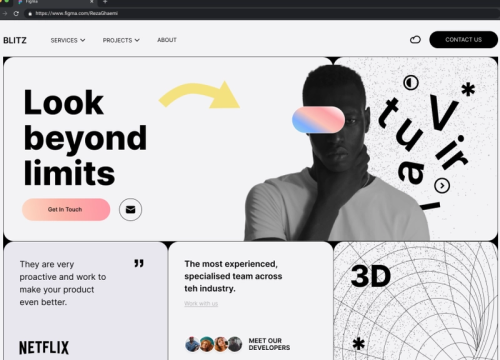 Figma
https://www.figma.com/RezaGhaemi
BLITZ
SERVICES
PROJECTS
ABOUT
CONTACT US
Look
beyond
limits
Get In Touch
Virtual
They are very
proactive and work to
make your product
even better.
NETFLIX
The most experienced,
specialised team across
teh industry.
Work with us
MEET OUR
DEVELOPERS
3D